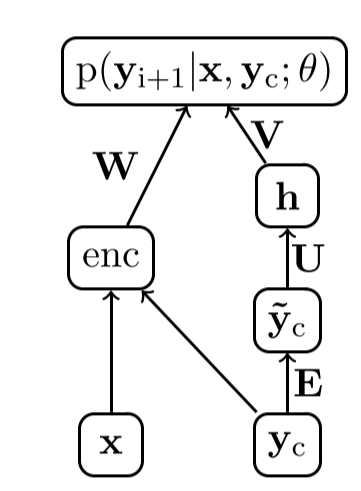 p(y_{i+1}|x, y_c; θ)
V
W
h
enc
U
ỹ_c
E
x
y_c